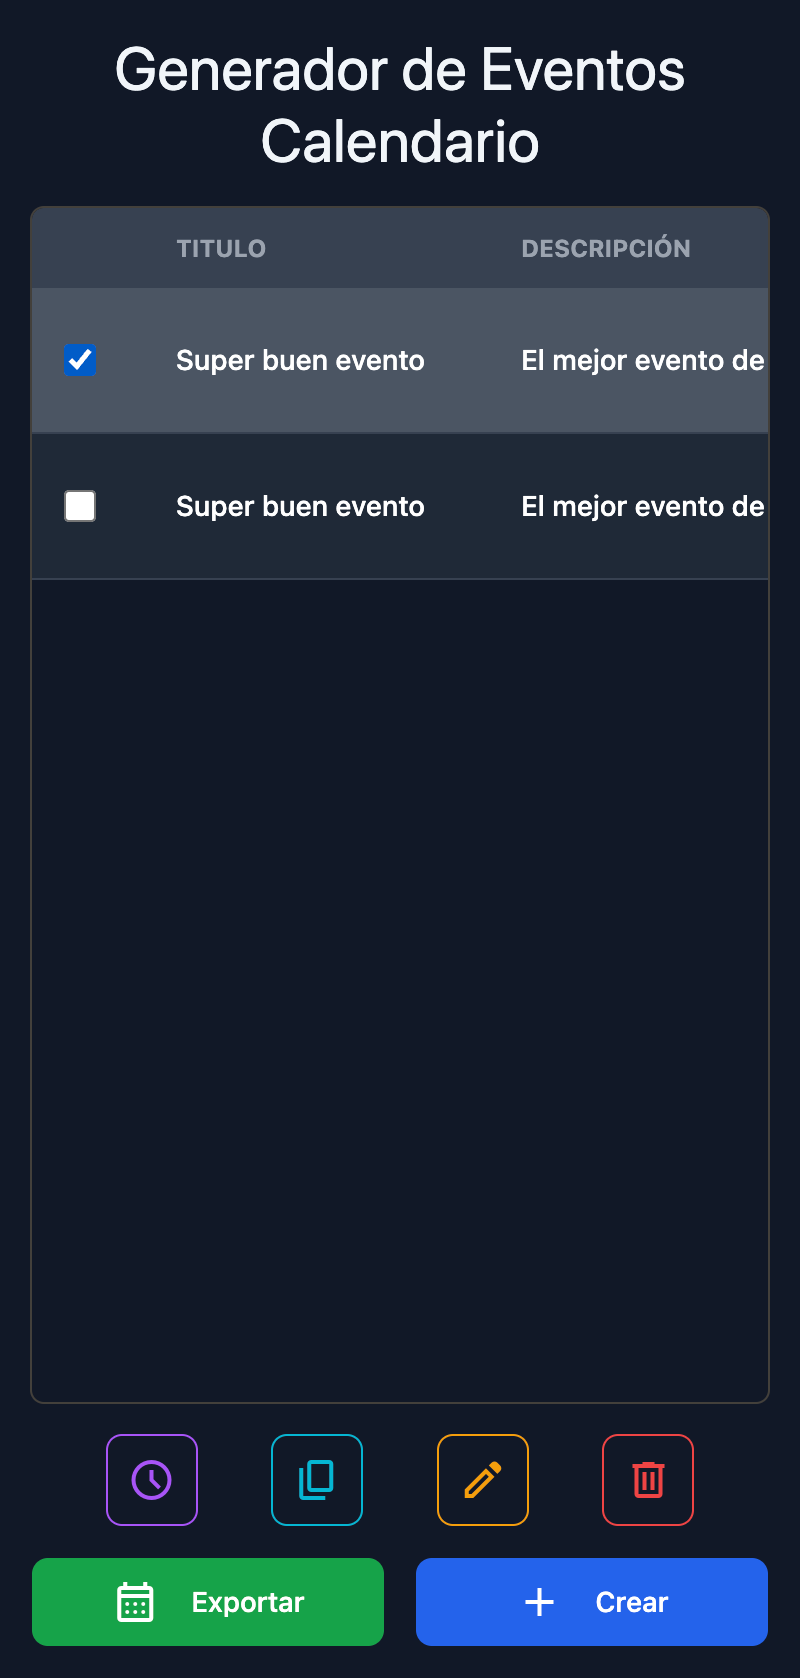 Generador de Eventos
Calendario
TITULO DESCRIPCIÓN
Super buen evento El mejor evento de
Super buen evento El mejor evento de
Exportar Crear